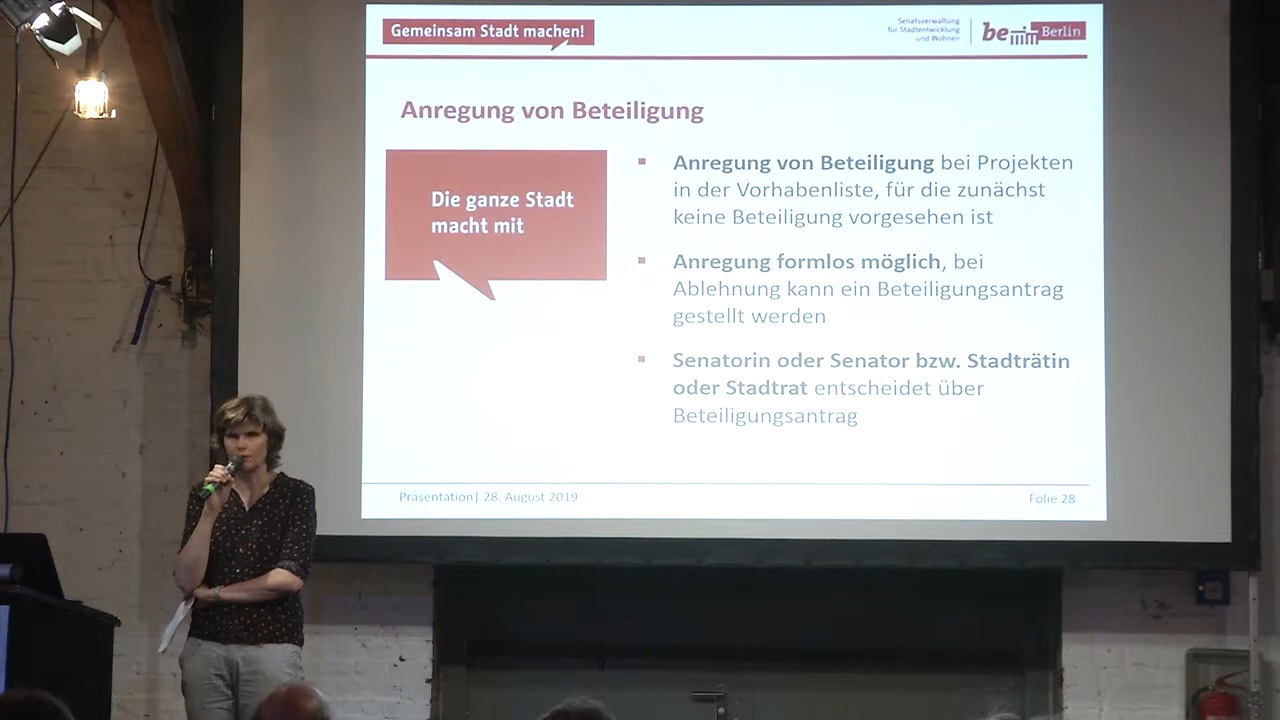 Gemeinsam Stadt machen!
Senatsverwaltung
für Stadtentwicklung
und Wohnen
be Berlin
Anregung von Beteiligung
Die ganze Stadt
macht mit
Anregung von Beteiligung bei Projekten
in der Vorhabenliste, für die zunächst
keine Beteiligung vorgesehen ist
Anregung formlos möglich, bei
Ablehnung kann ein Beteiligungsantrag
gestellt werden
Senatorin oder Senator bzw. Stadträtin
oder Stadtrat entscheidet über
Beteiligungsantrag
Präsentation| 28. August 2019
Folie 28